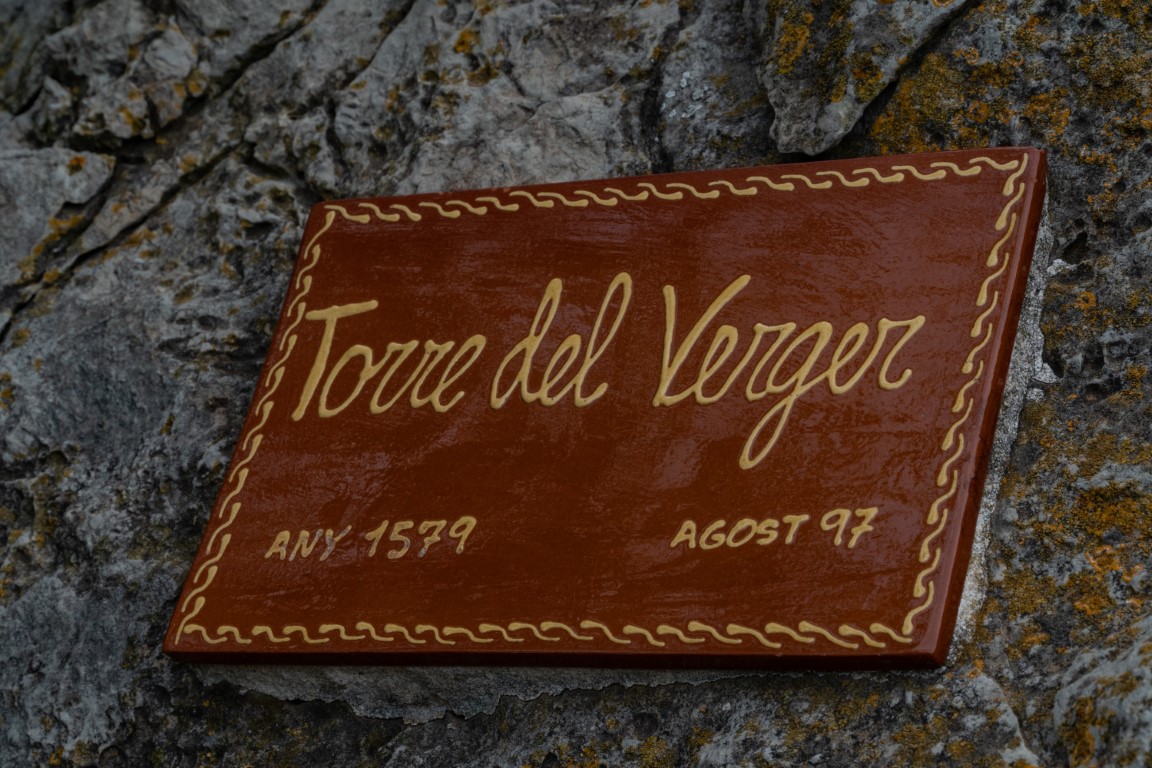 Torre del Verger
ANY 1579 AGOST 97